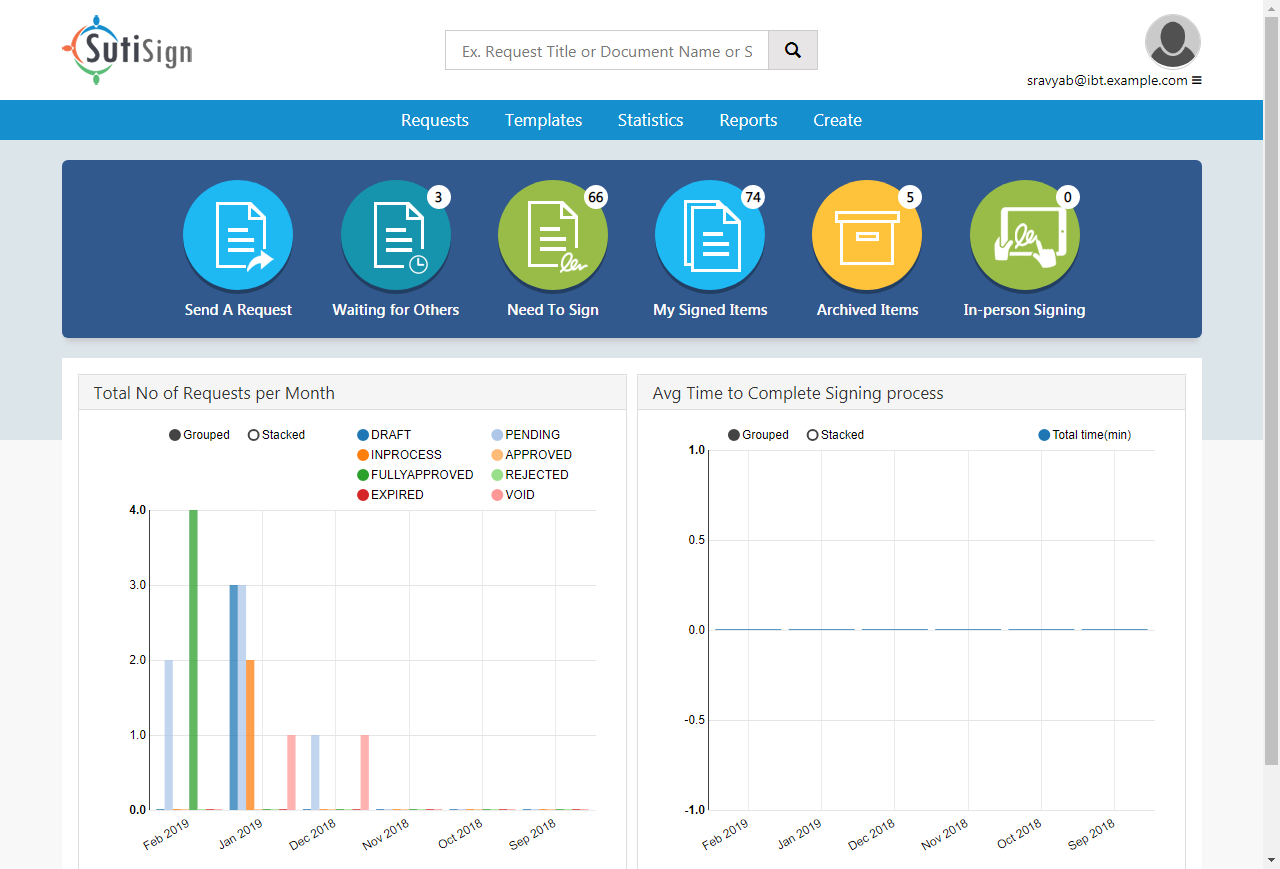 SutiSign
Ex. Request Title or Document Name or S
sravyab@ibt.example.com
Requests Templates Statistics Reports Create
3 66 74 5 0
Send A Request Waiting for Others Need To Sign My Signed Items Archived Items In-person Signing
Total No of Requests per Month
Grouped Stacked DRAFT PENDING
INPROCESS APPROVED
FULLYAPPROVED REJECTED
EXPIRED VOID
4.0
3.0
2.0
1.0
0.0
Feb 2019 Jan 2019 Dec 2018 Nov 2018 Oct 2018 Sep 2018
Avg Time to Complete Signing process
Grouped Stacked Total time(min)
1.0
0.5
0.0
-0.5
-1.0
Feb 2019 Jan 2019 Dec 2018 Nov 2018 Oct 2018 Sep 2018